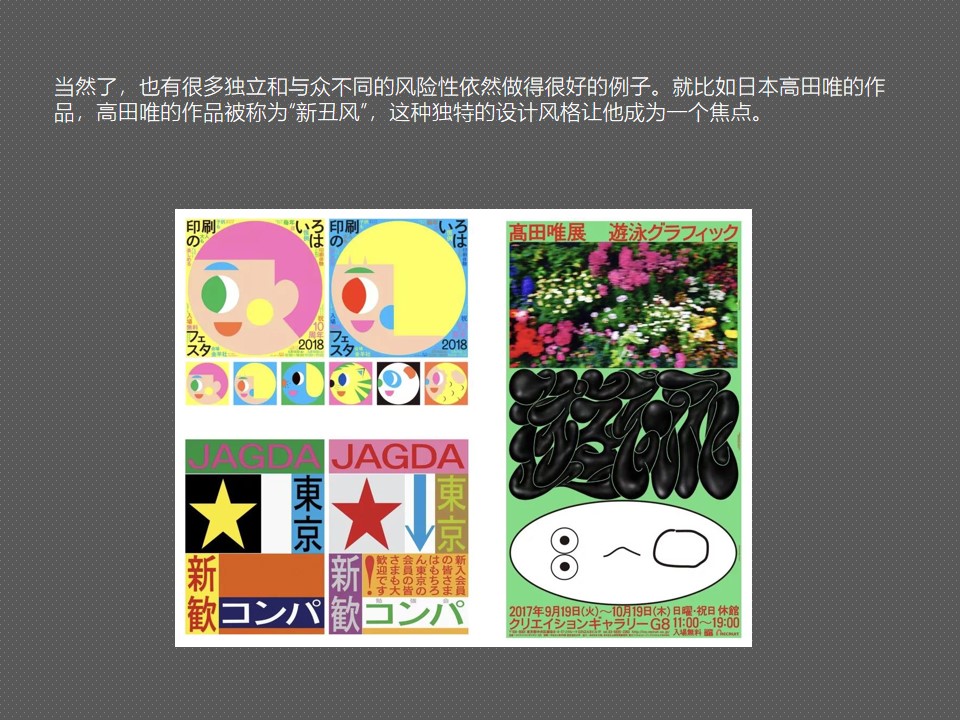 当然了，也有很多独立和与众不同的风险性依然做得很好的例子。就比如日本高田唯的作
品，高田唯的作品被称为“新丑风”，这种独特的设计风格让他成为一个焦点。
印刷
の
いろ
は
フェ
スタ
10
周年
2018
印刷
の
いろ
は
フェ
スタ
2018
JAGDA
東京
新歓
コンパ
JAGDA
東京
新歓
！
新入会員
の皆さま
はもちろ
ん東京の
会員の皆
さまも大
歓迎です
コンパ
髙田唯展　遊泳グラフィック
遊泳
2017年9月19日(火)〜10月19日(木) 日曜・祝日 休館
クリエイションギャラリーG8 11:00〜19:00
入場無料
RECRUIT